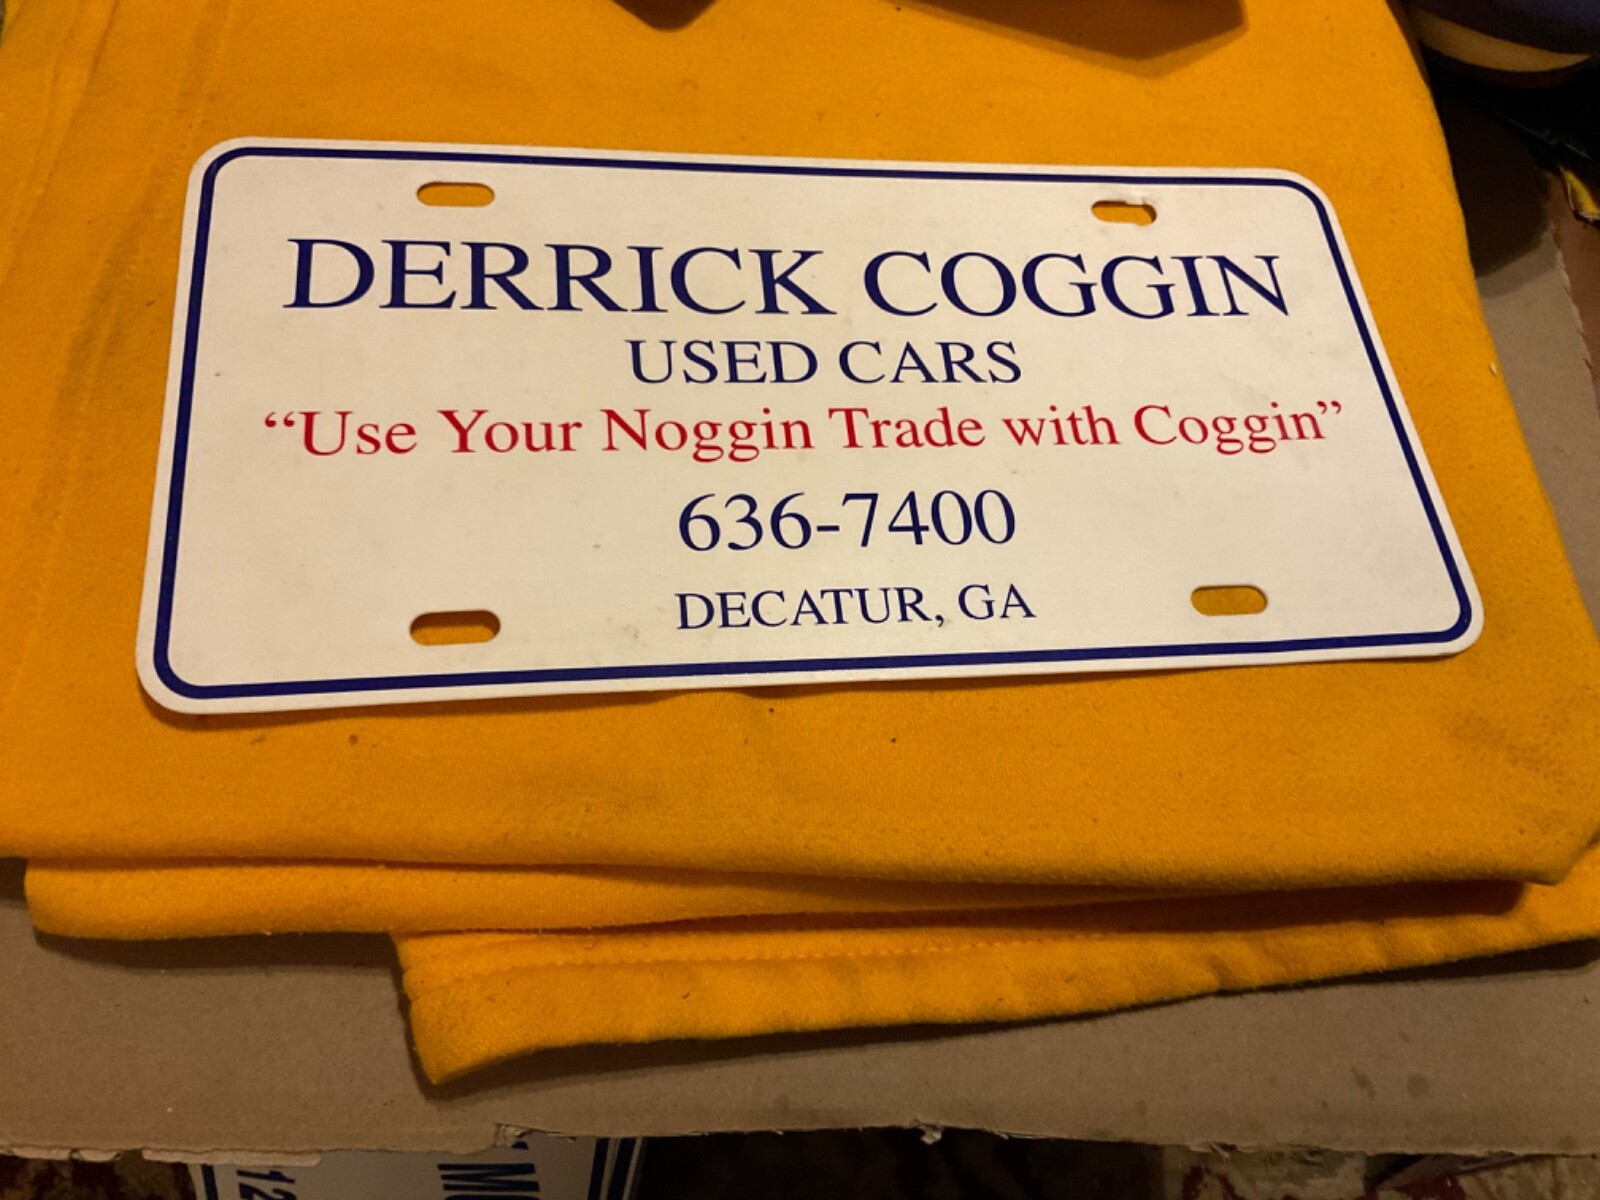 DERRICK COGGIN
USED CARS
“Use Your Noggin Trade with Coggin”
636-7400
DECATUR, GA